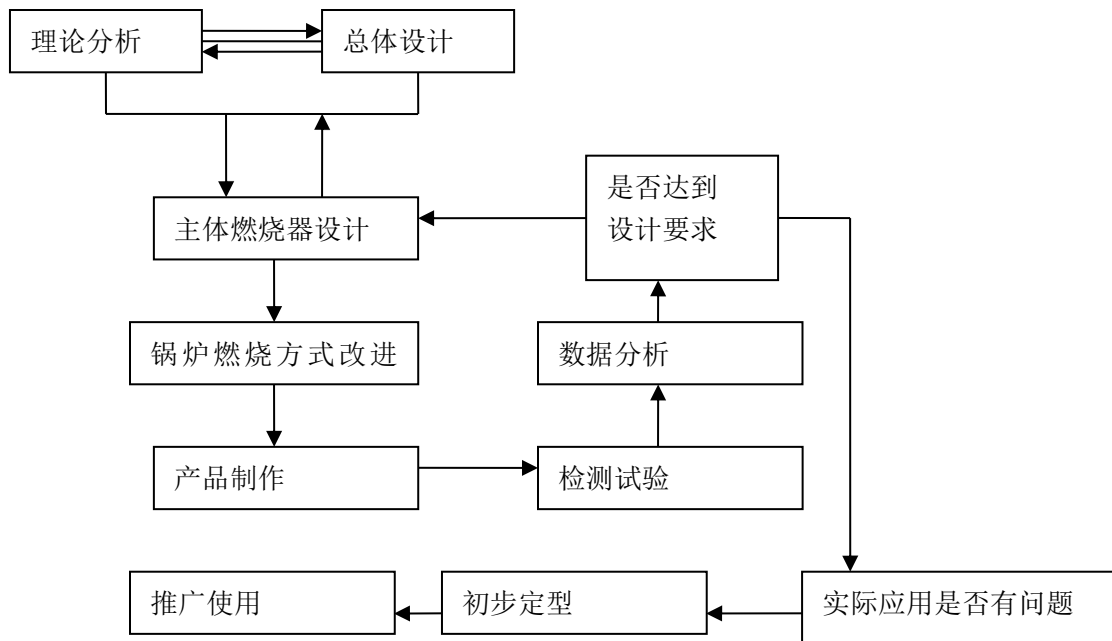 理论分析
总体设计
是否达到
设计要求
主体燃烧器设计
锅炉燃烧方式改进
数据分析
产品制作
检测试验
推广使用
初步定型
实际应用是否有问题